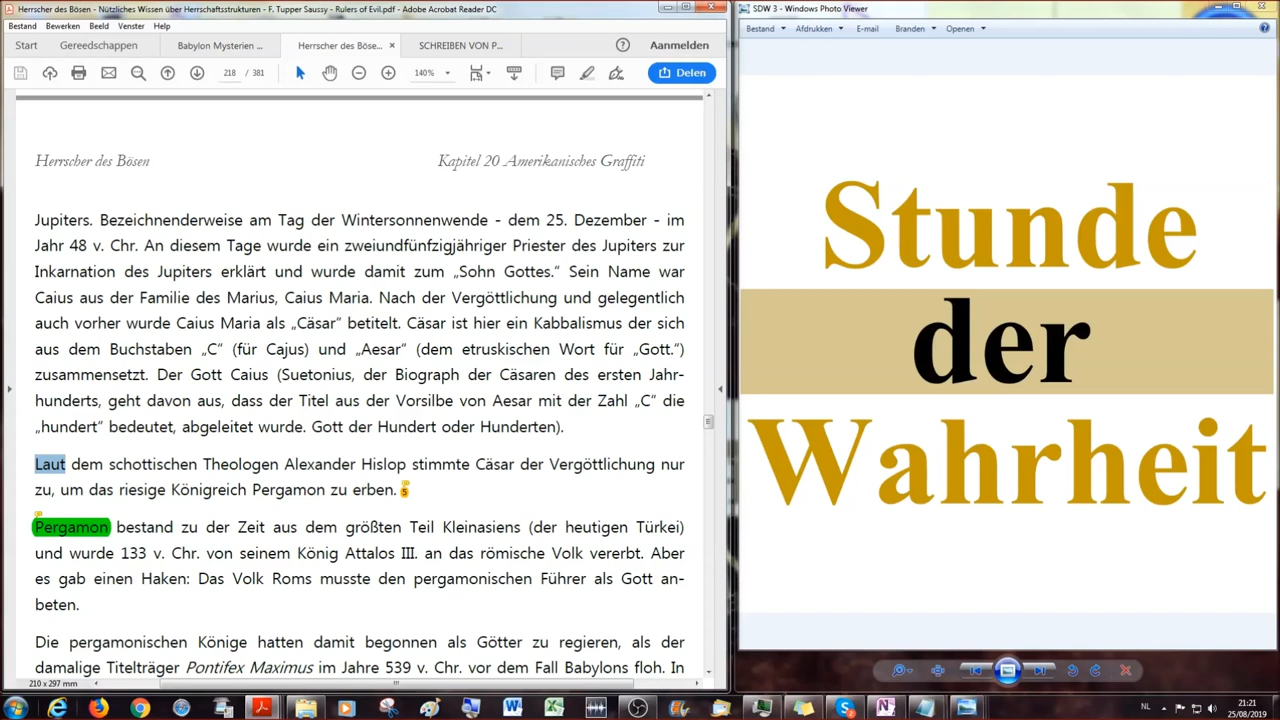 Herrscher des Bösen - Nützliches Wissen über Herrschaftsstrukturen - F. Tupper Saussy - Rulers of Evil.pdf - Adobe Acrobat Reader DC
Bestand Bewerken Beeld Venster Help
Start Gereedschappen Babylon Mysterien ... Herrscher des Böse... × SCHREIBEN VON P... Aanmelden
218 / 381 140% Delen
Herrscher des Bösen Kapitel 20 Amerikanisches Graffiti
Jupiters. Bezeichnenderweise am Tag der Wintersonnenwende - dem 25. Dezember - im
Jahr 48 v. Chr. An diesem Tage wurde ein zweiundfünfzigjähriger Priester des Jupiters zur
Inkarnation des Jupiters erklärt und wurde damit zum „Sohn Gottes.“ Sein Name war
Caius aus der Familie des Marius, Caius Maria. Nach der Vergöttlichung und gelegentlich
auch vorher wurde Caius Maria als „Cäsar“ betitelt. Cäsar ist hier ein Kabbalismus der sich
aus dem Buchstaben „C“ (für Cajus) und „Aesar“ (dem etruskischen Wort für „Gott.“)
zusammensetzt. Der Gott Caius (Suetonius, der Biograph der Cäsaren des ersten Jahr-
hunderts, geht davon aus, dass der Titel aus der Vorsilbe von Aesar mit der Zahl „C“ die
„hundert“ bedeutet, abgeleitet wurde. Gott der Hundert oder Hunderten).
Laut dem schottischen Theologen Alexander Hislop stimmte Cäsar der Vergöttlichung nur
zu, um das riesige Königreich Pergamon zu erben. 5
Pergamon bestand zu der Zeit aus dem größten Teil Kleinasiens (der heutigen Türkei)
und wurde 133 v. Chr. von seinem König Attalos III. an das römische Volk vererbt. Aber
es gab einen Haken: Das Volk Roms musste den pergamonischen Führer als Gott an-
beten.
Die pergamonischen Könige hatten damit begonnen als Götter zu regieren, als der
damalige Titelträger Pontifex Maximus im Jahre 539 v. Chr. vor dem Fall Babylons floh. In
210 x 297 mm
SDW 3 - Windows Photo Viewer
Bestand Afdrukken E-mail Branden Openen
Stunde
der
Wahrheit
NL 21:21
25/08/2019